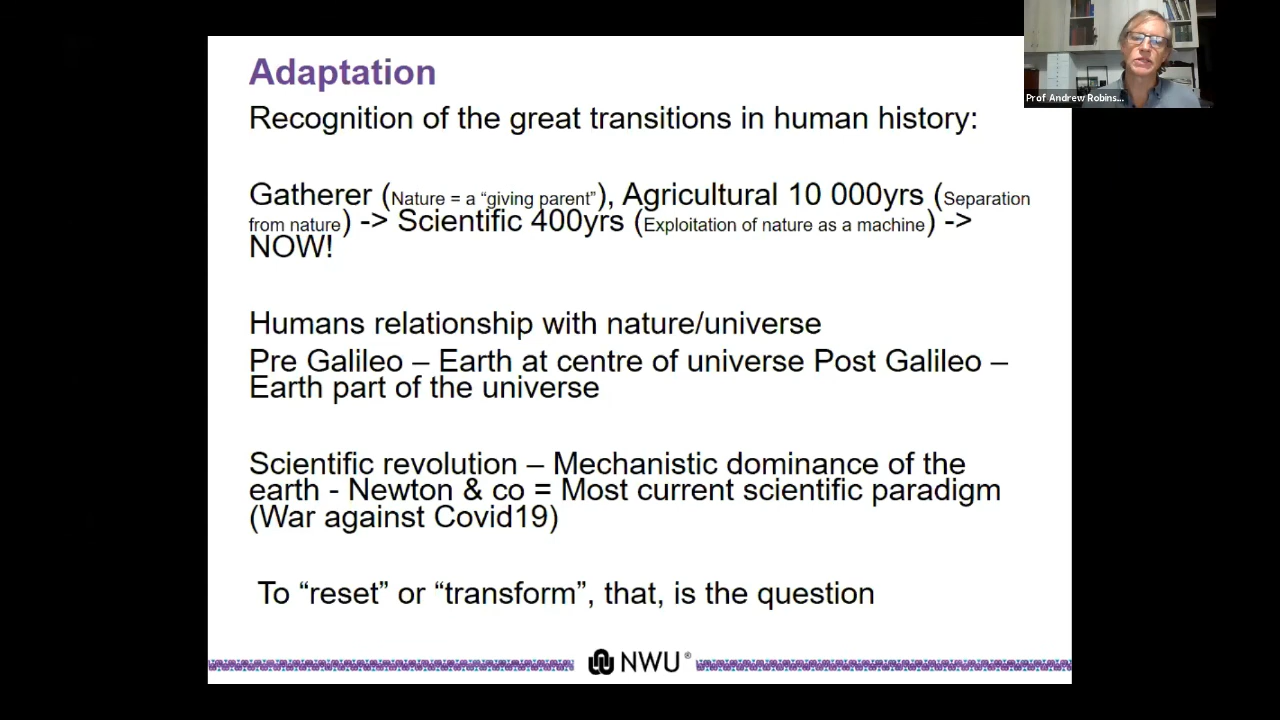 Adaptation
Prof Andrew Robins...
Recognition of the great transitions in human history:
Gatherer (Nature = a “giving parent”), Agricultural 10 000yrs (Separation
from nature) -> Scientific 400yrs (Exploitation of nature as a machine) ->
NOW!
Humans relationship with nature/universe
Pre Galileo – Earth at centre of universe Post Galileo –
Earth part of the universe
Scientific revolution – Mechanistic dominance of the
earth - Newton & co = Most current scientific paradigm
(War against Covid19)
To “reset” or “transform”, that, is the question
NWU®